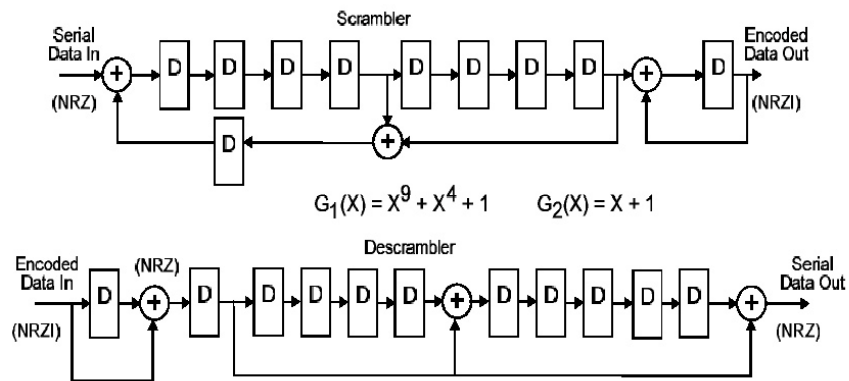 Scrambler
Serial
Data In
(NRZ)
+ D D D D D D D D + D
Encoded
Data Out
(NRZI)
D +
G₁(X) = X⁹ + X⁴ + 1 G₂(X) = X + 1
Descrambler
Encoded
Data In
(NRZI)
(NRZ)
D + D D D D D + D D D D D +
Serial
Data Out
(NRZ)